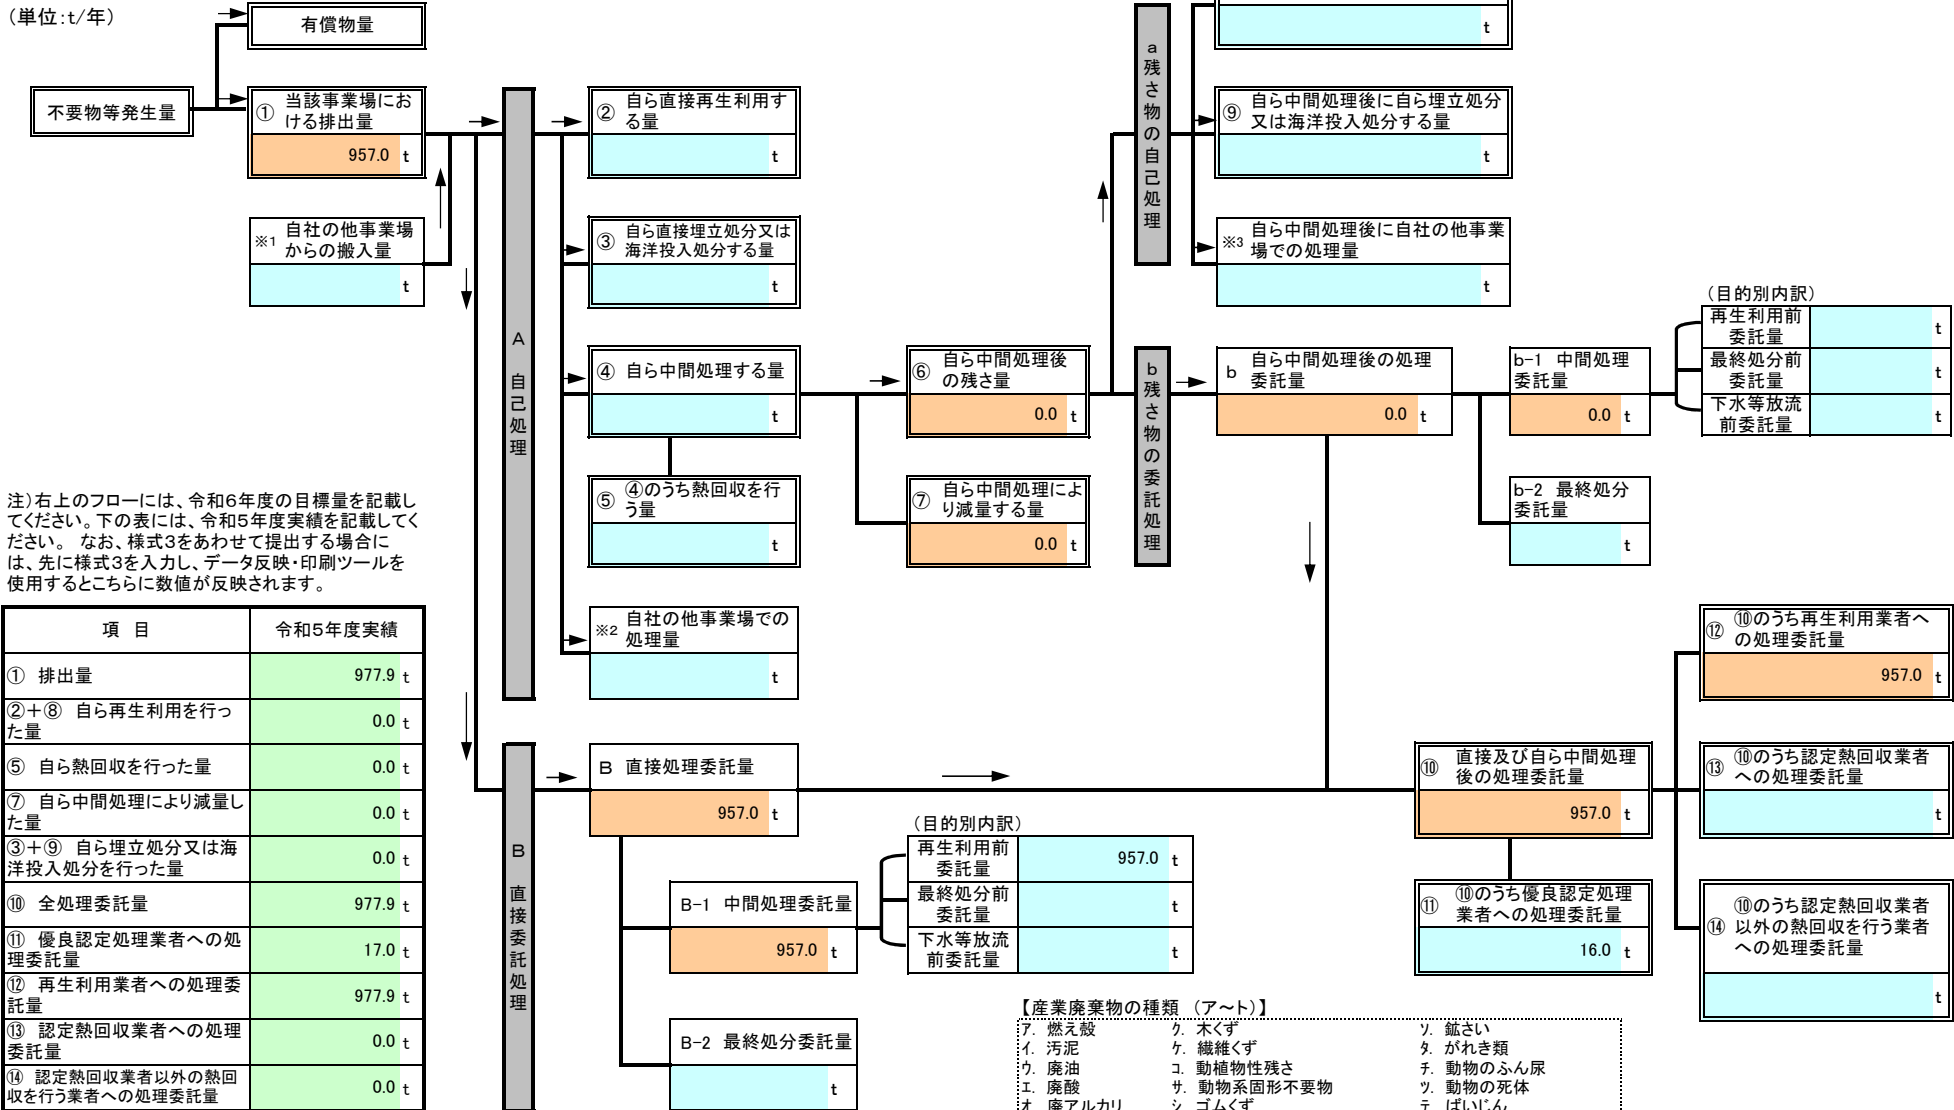 （単位:t/年）
有償物量
不要物等発生量
① 当該事業場にお
ける排出量
957.0 t
※1 自社の他事業場
からの搬入量
t
A 自己処理
② 自ら直接再生利用す
る量
t
③ 自ら直接埋立処分又は
海洋投入処分する量
t
④ 自ら中間処理する量
t
⑤ ④のうち熱回収を行
う量
t
※2 自社の他事業場での
処理量
t
⑥ 自ら中間処理後
の残さ量
0.0 t
⑦ 自ら中間処理によ
り減量する量
0.0 t
a 残さ物の自己処理
t
⑨ 自ら中間処理後に自ら埋立処分
又は海洋投入処分する量
t
※3 自ら中間処理後に自社の他事業
場での処理量
t
b 残さ物の委託処理
b 自ら中間処理後の処理
委託量
0.0 t
b-1 中間処理
委託量
0.0 t
（目的別内訳）
再生利用前
委託量
t
最終処分前
委託量
t
下水等放流
前委託量
t
b-2 最終処分
委託量
t
注）右上のフローには、令和６年度の目標量を記載し
てください。下の表には、令和５年度実績を記載してく
ださい。 なお、様式３をあわせて提出する場合に
は、先に様式３を入力し、データ反映・印刷ツールを
使用するとこちらに数値が反映されます。
項 目 令和５年度実績
① 排出量 977.9 t
②＋⑧ 自ら再生利用を行っ
た量 0.0 t
⑤ 自ら熱回収を行った量 0.0 t
⑦ 自ら中間処理により減量し
た量 0.0 t
③＋⑨ 自ら埋立処分又は海
洋投入処分を行った量 0.0 t
⑩ 全処理委託量 977.9 t
⑪ 優良認定処理業者への処
理委託量 17.0 t
⑫ 再生利用業者への処理委
託量 977.9 t
⑬ 認定熱回収業者への処理
委託量 0.0 t
⑭ 認定熱回収業者以外の熱回
収を行う業者への処理委託量 0.0 t
B 直接委託処理
B 直接処理委託量
957.0 t
B-1 中間処理委託量
957.0 t
（目的別内訳）
再生利用前
委託量
957.0 t
最終処分前
委託量
t
下水等放流
前委託量
t
B-2 最終処分委託量
t
⑩ 直接及び自ら中間処理
後の処理委託量
957.0 t
⑪ ⑩のうち優良認定処理
業者への処理委託量
16.0 t
⑫ ⑩のうち再生利用業者へ
の処理委託量
957.0 t
⑬ ⑩のうち認定熱回収業者
への処理委託量
t
⑭ ⑩のうち認定熱回収業者
以外の熱回収を行う業者
への処理委託量
t
【産業廃棄物の種類 （ア～ト）】
ｱ. 燃え殻 ｸ. 木くず ｿ. 鉱さい
ｲ. 汚泥 ｹ. 繊維くず ﾀ. がれき類
ｳ. 廃油 ｺ. 動植物性残さ ﾁ. 動物のふん尿
ｴ. 廃酸 ｻ. 動物系固形不要物 ﾂ. 動物の死体
ｵ. 廃アルカリ ｼ. ゴムくず ﾃ. ばいじん